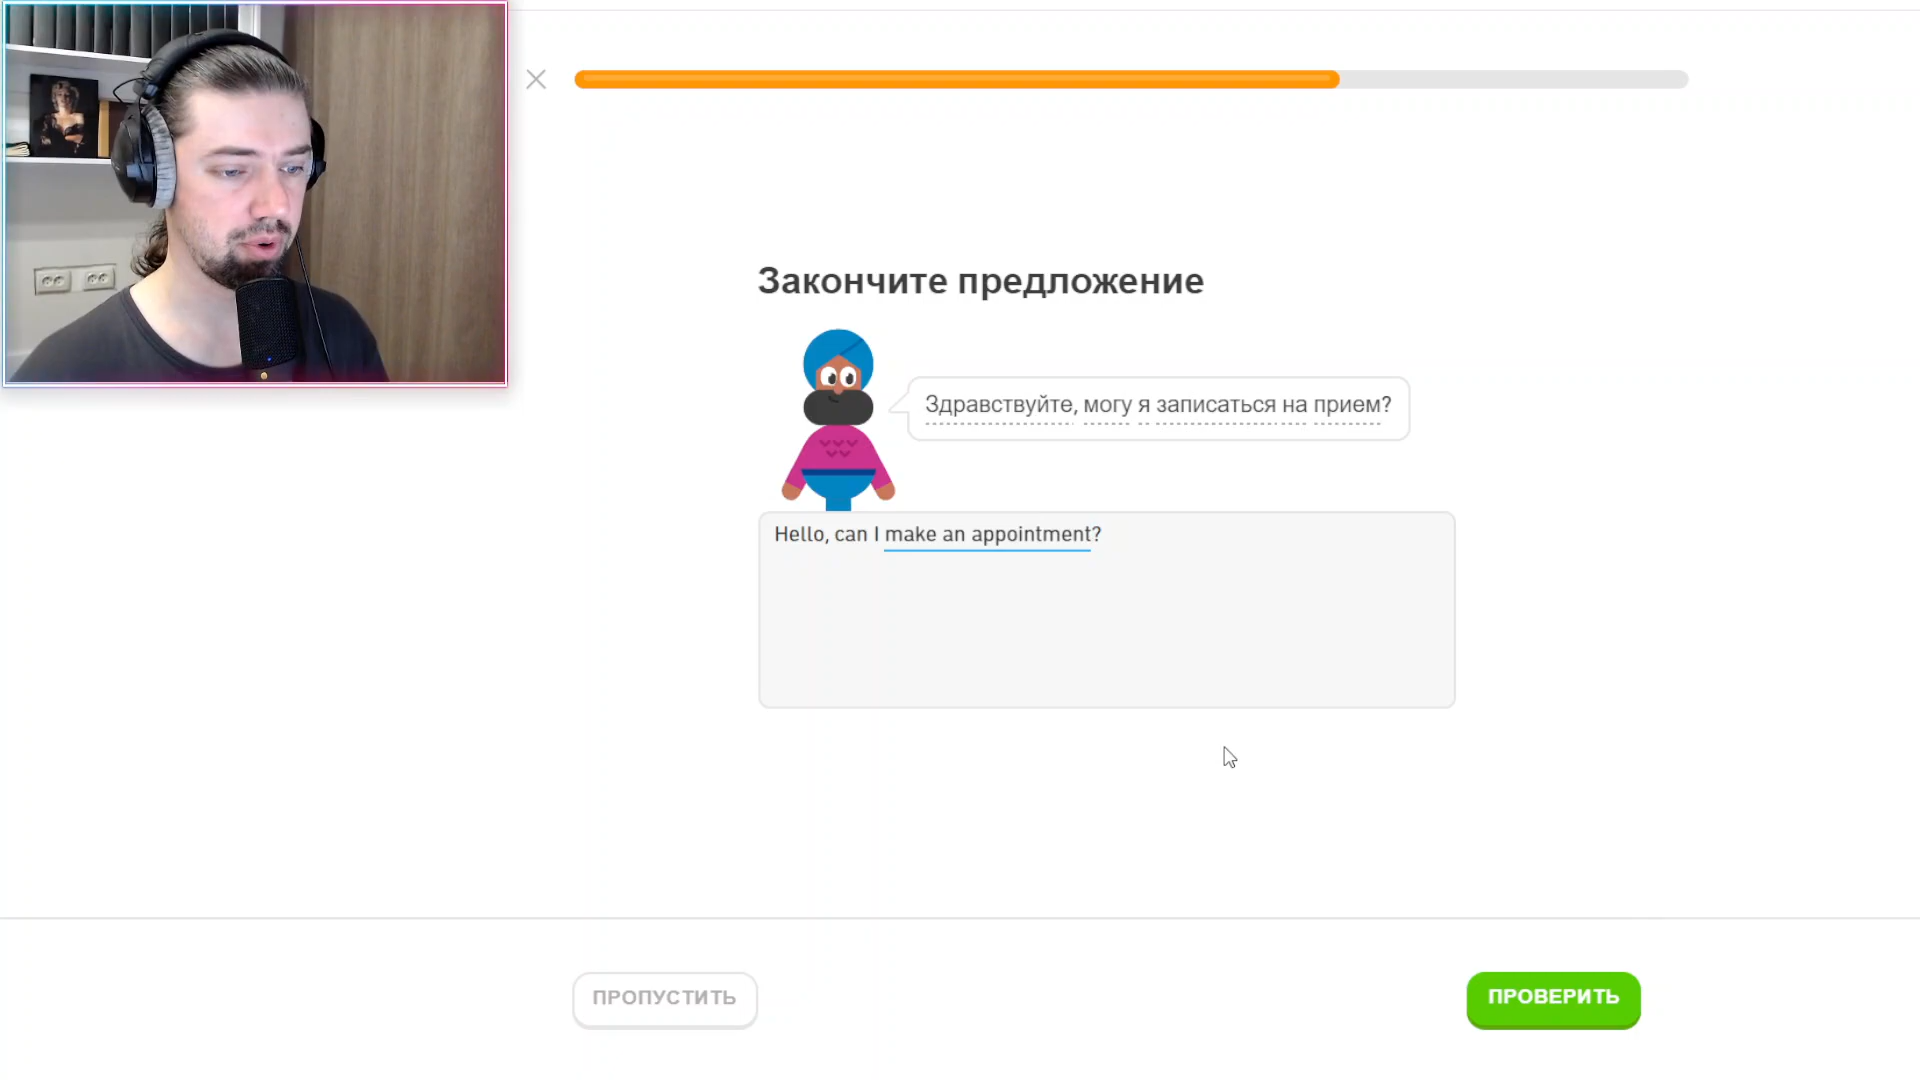 Закончите предложение
Здравствуйте, могу я записаться на прием?
Hello, can I make an appointment?
ПРОПУСТИТЬ
ПРОВЕРИТЬ